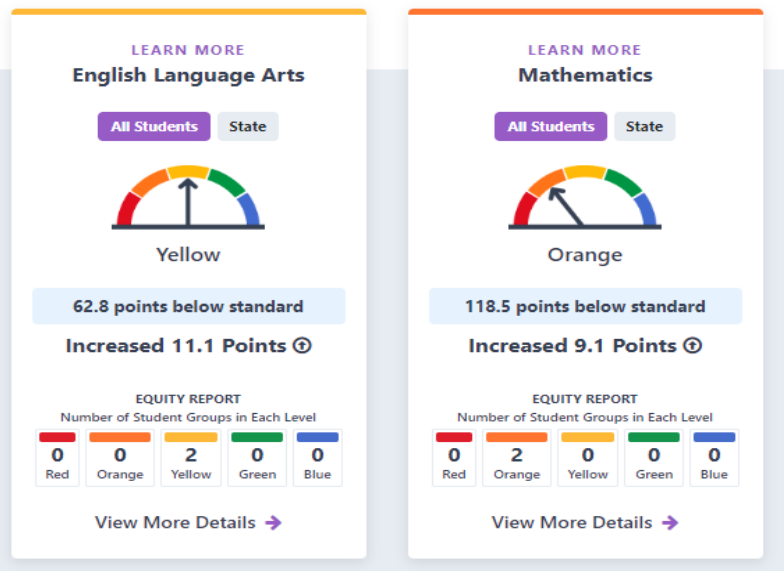 LEARN MORE
English Language Arts
All Students State
Yellow
62.8 points below standard
Increased 11.1 Points
EQUITY REPORT
Number of Student Groups in Each Level
0 0 2 0 0
Red Orange Yellow Green Blue
View More Details
LEARN MORE
Mathematics
All Students State
Orange
118.5 points below standard
Increased 9.1 Points
EQUITY REPORT
Number of Student Groups in Each Level
0 2 0 0 0
Red Orange Yellow Green Blue
View More Details